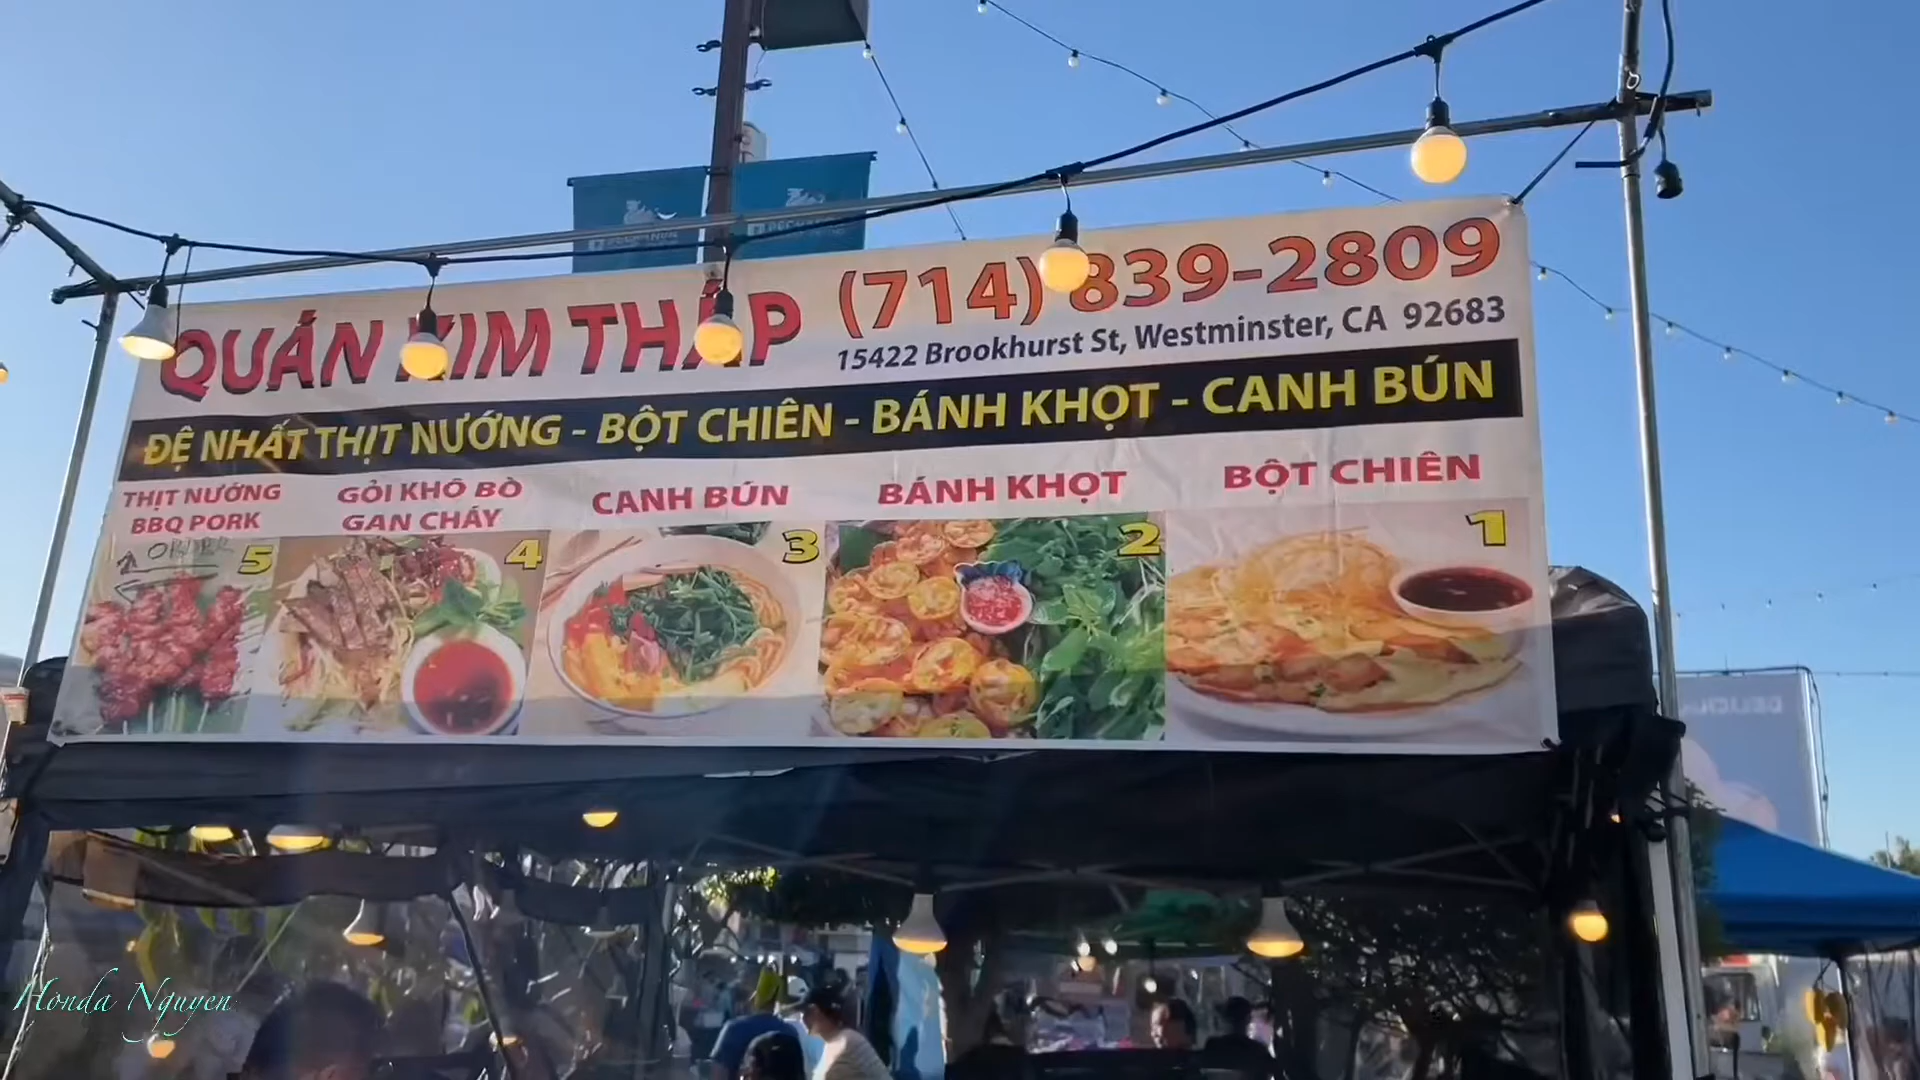 QUÁN KIM THÁP
(714) 839-2809
15422 Brookhurst St, Westminster, CA 92683
ĐỆ NHẤT THỊT NƯỚNG - BỘT CHIÊN - BÁNH KHỌT - CANH BÚN
THỊT NƯỚNG
BBQ PORK
ORDER
5
GỎI KHÔ BÒ
GAN CHÁY
4
CANH BÚN
3
BÁNH KHỌT
2
BỘT CHIÊN
1
Honda Nguyen